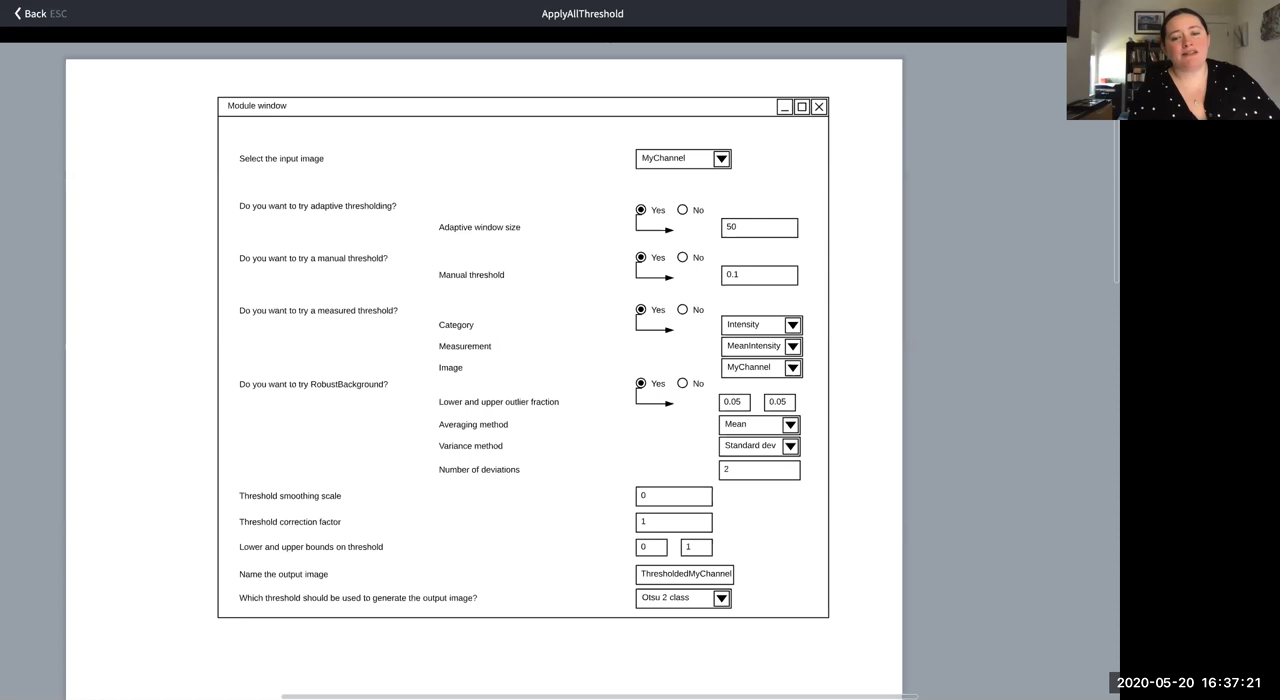 Back ESC
ApplyAllThreshold
Module window
Select the input image
MyChannel
Do you want to try adaptive thresholding?
Yes No
Adaptive window size
50
Do you want to try a manual threshold?
Yes No
Manual threshold
0.1
Do you want to try a measured threshold?
Yes No
Category
Intensity
Measurement
MeanIntensity
Image
MyChannel
Do you want to try RobustBackground?
Yes No
Lower and upper outlier fraction
0.05 0.05
Averaging method
Mean
Variance method
Standard dev
Number of deviations
2
Threshold smoothing scale
0
Threshold correction factor
1
Lower and upper bounds on threshold
0 1
Name the output image
ThresholdedMyChannel
Which threshold should be used to generate the output image?
Otsu 2 class
2020-05-20 16:37:21